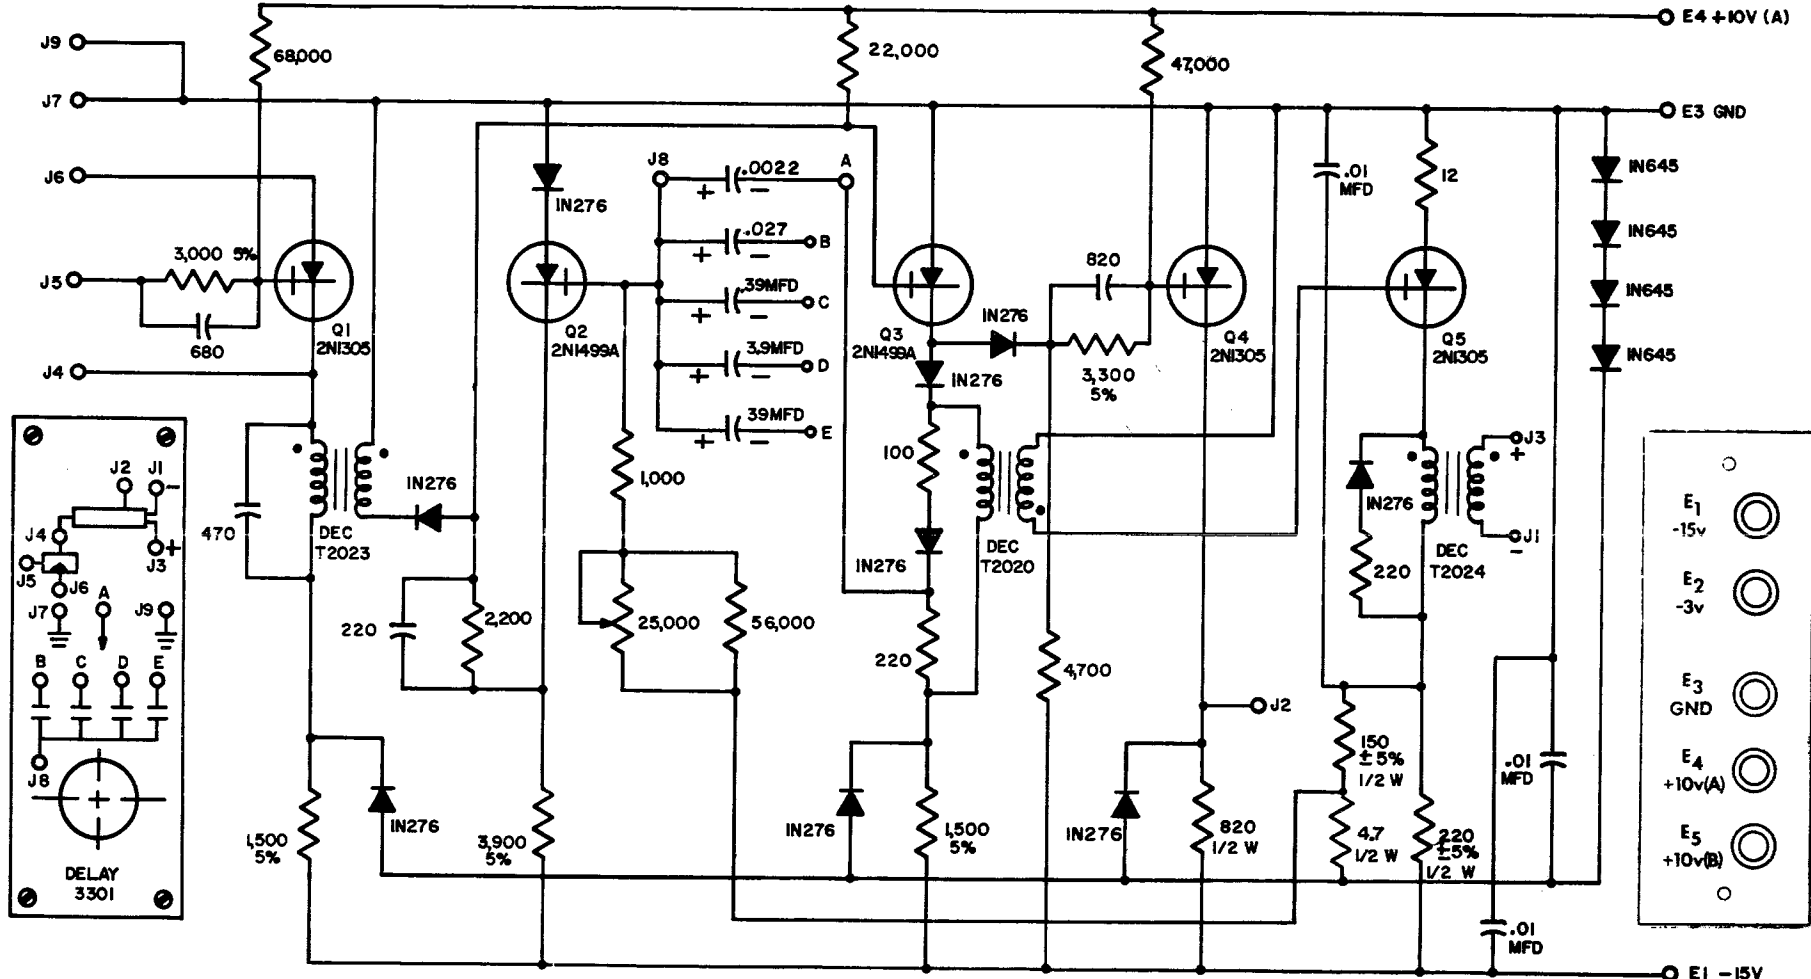 E4 +10V (A)
J9
68,000
22,000
47,000
J7
E3 GND
J6
J8
.0022
A
+ −
1N276
.01
MFD
12
IN645
IN645
IN645
IN645
3,000 5%
.027
B
+ −
J5
.39MFD
C
+ −
820
680
Q1
2N1305
Q2
2N1499A
Q3
2N1499A
IN276
Q4
2N1305
Q5
2N1305
3.9MFD
D
+ −
J4
IN276
3,300
5%
39MFD
E
+ −
100
1,000
IN276
470
DEC
T2023
IN276
DEC
T2020
IN276
J3
+
J1
−
DEC
T2024
220
220
2,200
25,000
56,000
220
4,700
J2
150
±5%
1/2 W
.01
MFD
1,500
5%
IN276
3,900
5%
IN276
1,500
5%
IN276
820
1/2 W
4.7
1/2 W
220
±5%
1/2 W
.01
MFD
E1 -15V
J2 J1
−
J4
J3
+
J5
J6
J7
A
J9
B C D E
J8
DELAY
3301
E1
-15v
E2
-3v
E3
GND
E4
+10v(A)
E5
+10v(B)